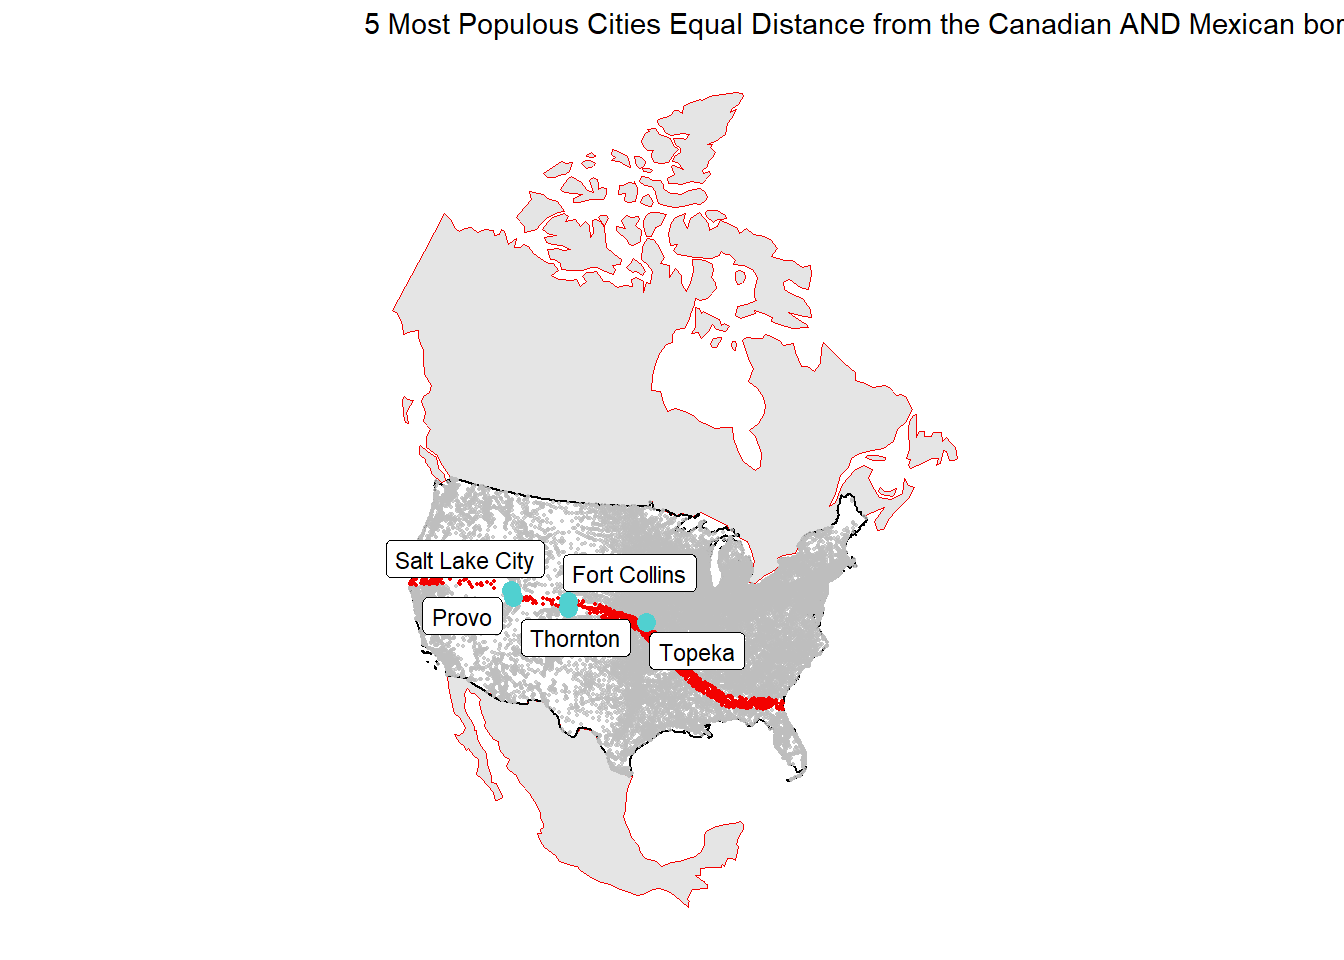 5 Most Populous Cities Equal Distance from the Canadian AND Mexican bor
Salt Lake City
Fort Collins
Provo
Thornton
Topeka